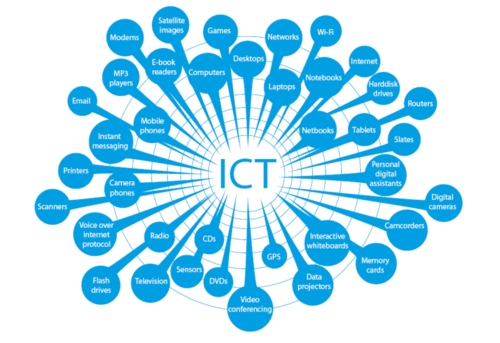 Satellite
images
Games
Wi-Fi
Modems
Networks
E-book
readers
Desktops
Internet
Computers
Notebooks
MP3
players
Laptops
Harddisk
drives
Email
Routers
Mobile
phones
Netbooks
Tablets
Instant
messaging
Slates
Printers
ICT
Personal
digital
assistants
Camera
phones
Scanners
Digital
cameras
Voice over
internet
protocol
Radio
CDs
Interactive
whiteboards
Camcorders
GPS
Memory
cards
Flash
drives
Television
Sensors
DVDs
Data
projectors
Video
conferencing